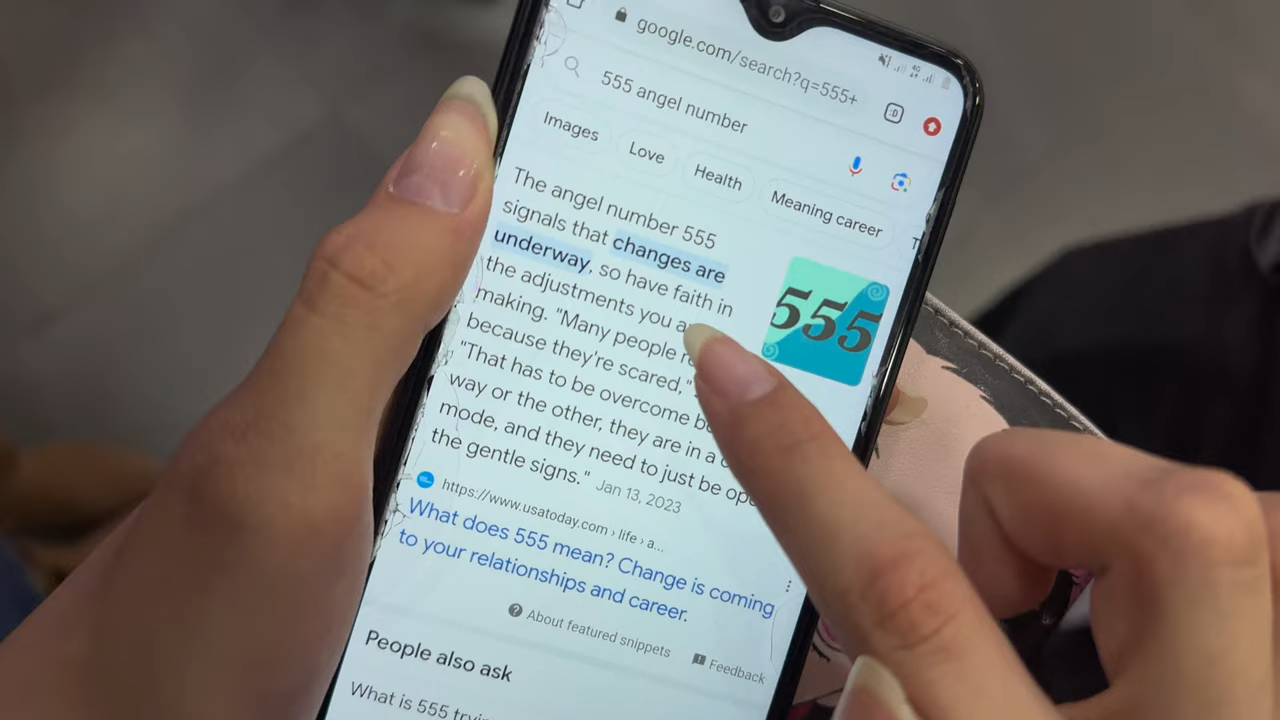 google.com/search?q=555+
4G
:D
555 angel number
Images
Love
Health
Meaning career
The angel number 555
signals that changes are
underway, so have faith in
the adjustments you
making. "Many people
because they're scared,"
"That has to be overcome
way or the other, they are in a
mode, and they need to just be
the gentle signs." Jan 13, 2023
555
https://www.usatoday.com › life › a...
What does 555 mean? Change is coming
to your relationships and career.
About featured snippets
Feedback
People also ask
What is 555